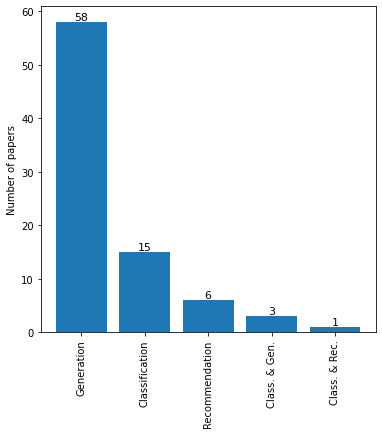 60
50
40
30
20
10
0
Number of papers
58
15
6
3
1
Generation
Classification
Recommendation
Class. & Gen.
Class. & Rec.